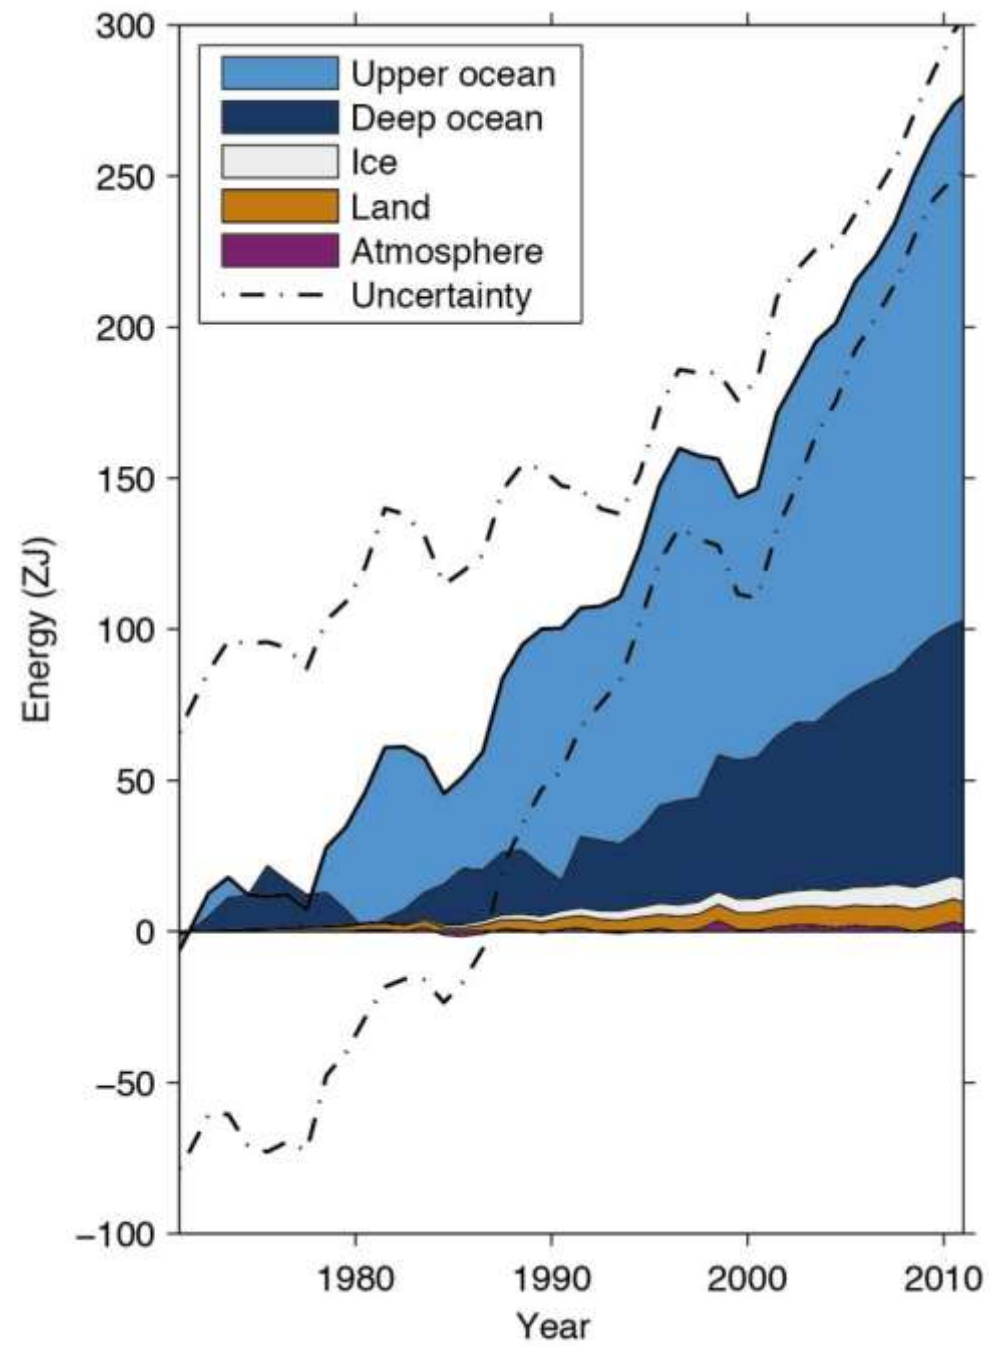 300
250
200
150
100
50
0
−50
−100
Energy (ZJ)
Upper ocean
Deep ocean
Ice
Land
Atmosphere
Uncertainty
1980
1990
2000
2010
Year